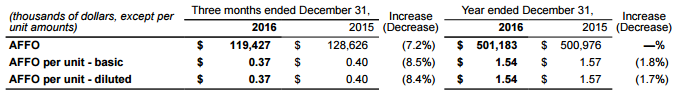 Three months ended December 31, Year ended December 31,
(thousands of dollars, except per unit amounts) 2016 2015 Increase (Decrease) 2016 2015 Increase (Decrease)
AFFO $ 119,427 $ 128,626 (7.2%) $ 501,183 $ 500,976 —%
AFFO per unit - basic $ 0.37 $ 0.40 (8.5%) $ 1.54 $ 1.57 (1.8%)
AFFO per unit - diluted $ 0.37 $ 0.40 (8.4%) $ 1.54 $ 1.57 (1.7%)